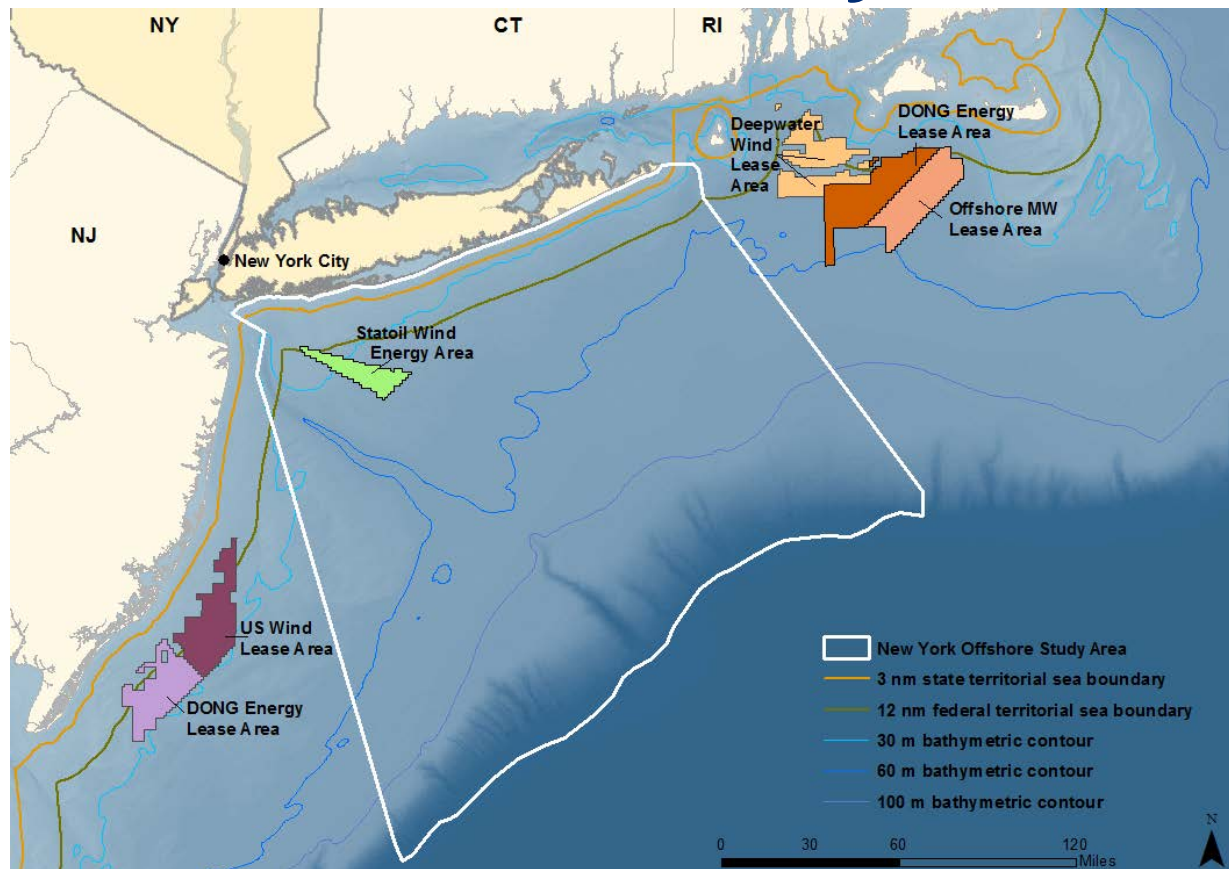 NY
CT
RI
Deepwater
Wind
Lease
Area
DONG Energy
Lease Area
Offshore MW
Lease Area
NJ
New York City
Statoil Wind
Energy Area
US Wind
Lease Area
DONG Energy
Lease Area
New York Offshore Study Area
3 nm state territorial sea boundary
12 nm federal territorial sea boundary
30 m bathymetric contour
60 m bathymetric contour
100 m bathymetric contour
N
0 30 60 120
Miles